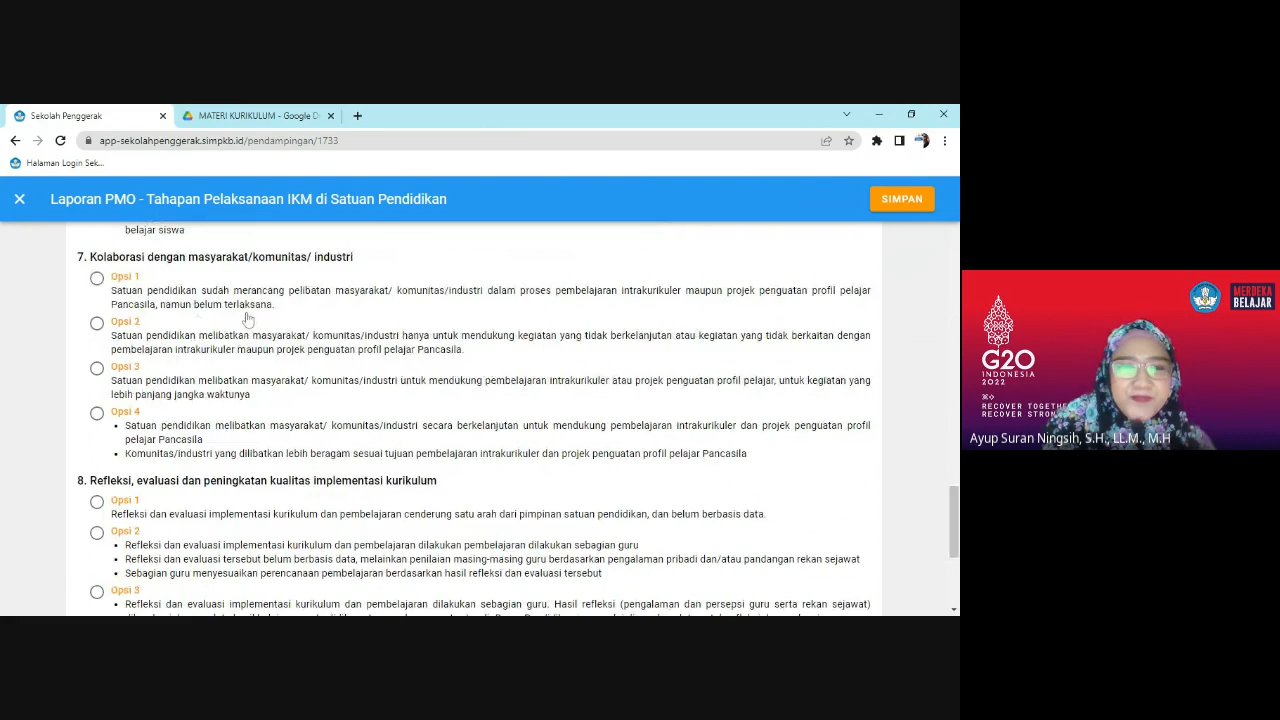 Sekolah Penggerak
MATERI KURIKULUM - Google D
app-sekolahpenggerak.simpkb.id/pendampingan/1733
Halaman Login Sek...
Laporan PMO - Tahapan Pelaksanaan IKM di Satuan Pendidikan
SIMPAN
belajar siswa
7. Kolaborasi dengan masyarakat/komunitas/ industri
Opsi 1
Satuan pendidikan sudah merancang pelibatan masyarakat/ komunitas/industri dalam proses pembelajaran intrakurikuler maupun projek penguatan profil pelajar
Pancasila, namun belum terlaksana.
Opsi 2
Satuan pendidikan melibatkan masyarakat/ komunitas/industri hanya untuk mendukung kegiatan yang tidak berkelanjutan atau kegiatan yang tidak berkaitan dengan
pembelajaran intrakurikuler maupun projek penguatan profil pelajar Pancasila.
Opsi 3
Satuan pendidikan melibatkan masyarakat/ komunitas/industri untuk mendukung pembelajaran intrakurikuler atau projek penguatan profil pelajar, untuk kegiatan yang
lebih panjang jangka waktunya
Opsi 4
• Satuan pendidikan melibatkan masyarakat/ komunitas/industri secara berkelanjutan untuk mendukung pembelajaran intrakurikuler dan projek penguatan profil
pelajar Pancasila
• Komunitas/industri yang dilibatkan lebih beragam sesuai tujuan pembelajaran intrakurikuler dan projek penguatan profil pelajar Pancasila
8. Refleksi, evaluasi dan peningkatan kualitas implementasi kurikulum
Opsi 1
Refleksi dan evaluasi implementasi kurikulum dan pembelajaran cenderung satu arah dari pimpinan satuan pendidikan, dan belum berbasis data.
Opsi 2
• Refleksi dan evaluasi implementasi kurikulum dan pembelajaran dilakukan pembelajaran dilakukan sebagian guru
• Refleksi dan evaluasi tersebut belum berbasis data, melainkan penilaian masing-masing guru berdasarkan pengalaman pribadi dan/atau pandangan rekan sejawat
• Sebagian guru menyesuaikan perencanaan pembelajaran berdasarkan hasil refleksi dan evaluasi tersebut
Opsi 3
• Refleksi dan evaluasi implementasi kurikulum dan pembelajaran dilakukan sebagian guru. Hasil refleksi (pengalaman dan persepsi guru serta rekan sejawat)
MERDEKA
BELAJAR
G20
INDONESIA
2022
RECOVER TOGETHE
RECOVER STRON
Ayup Suran Ningsih, S.H., LL.M., M.H